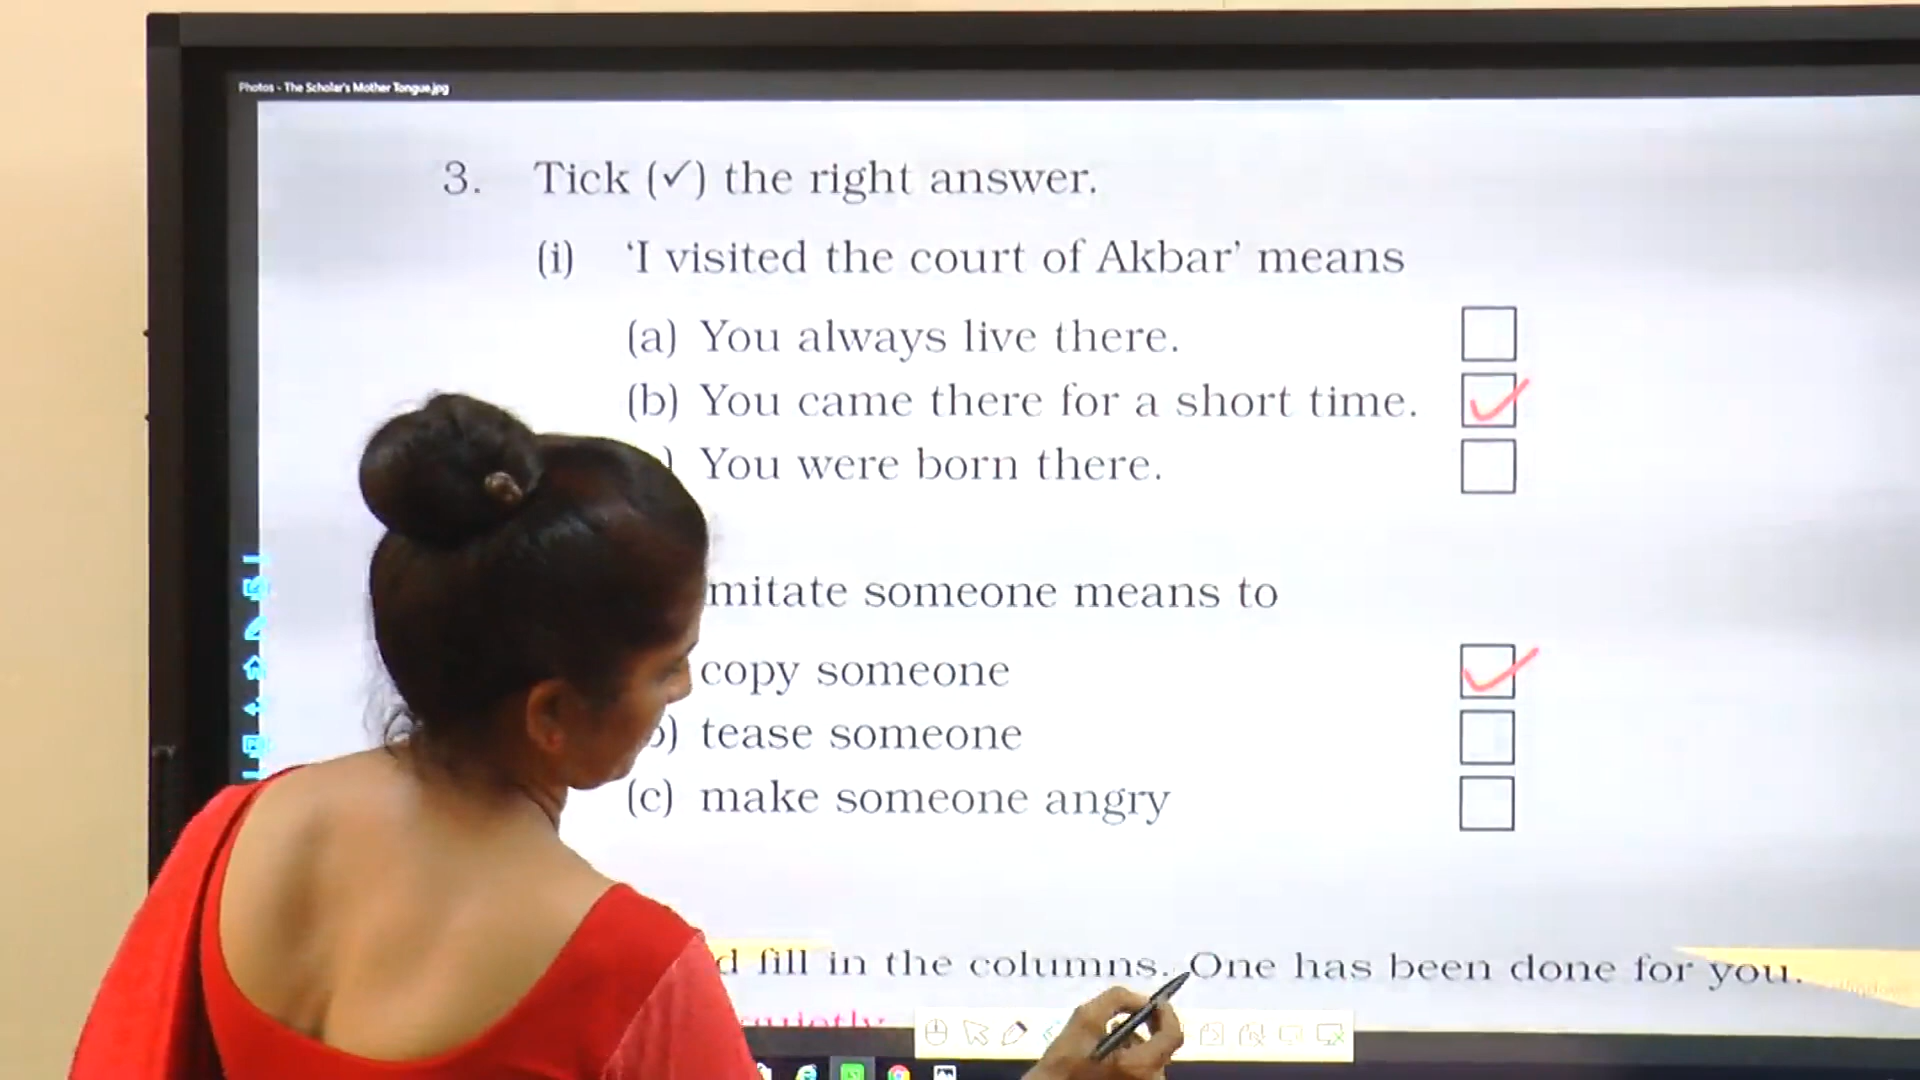 Photos - The Scholar's Mother Tongue.jpg
3. Tick (✓) the right answer.
(i) ‘I visited the court of Akbar’ means
(a) You always live there.
(b) You came there for a short time. ✓
) You were born there.
mitate someone means to
copy someone ✓
) tease someone
(c) make someone angry
d fill in the columns. One has been done for you.
quietly